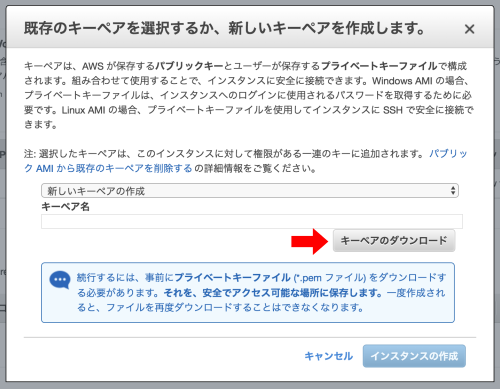 既存のキーペアを選択するか、新しいキーペアを作成します。
×
キーペアは、AWS が保存するパブリックキーとユーザーが保存するプライベートキーファイルで構成
されます。組み合わせて使用することで、インスタンスに安全に接続できます。Windows AMI の場合、
プライベートキーファイルは、インスタンスへのログインに使用されるパスワードを取得するために必
要です。Linux AMI の場合、プライベートキーファイルを使用してインスタンスに SSH で安全に接続で
きます。
注: 選択したキーペアは、このインスタンスに対して権限がある一連のキーに追加されます。パブリッ
ク AMI から既存のキーペアを削除する の詳細情報をご覧ください。
新しいキーペアの作成
キーペア名
キーペアのダウンロード
続行するには、事前にプライベートキーファイル (*.pem ファイル) をダウンロードす
る必要があります。それを、安全でアクセス可能な場所に保存します。一度作成され
ると、ファイルを再度ダウンロードすることはできなくなります。
キャンセル
インスタンスの作成